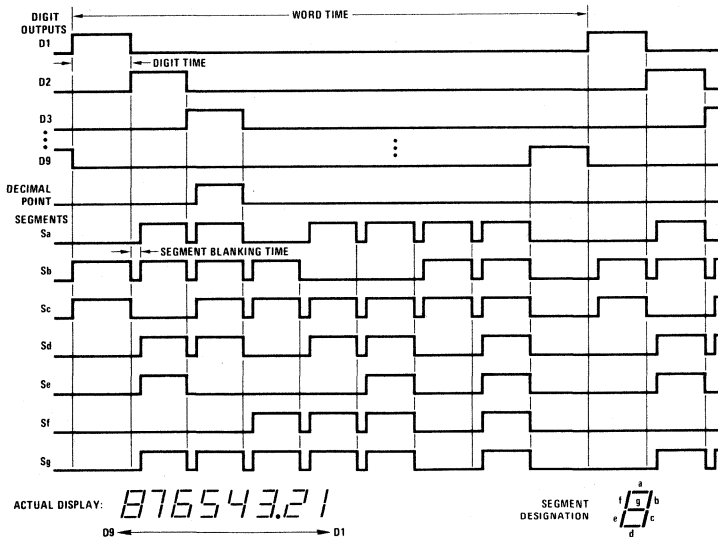 DIGIT
OUTPUTS
WORD TIME
D1
DIGIT TIME
D2
D3
D9
DECIMAL
POINT
SEGMENTS
Sa
SEGMENT BLANKING TIME
Sb
Sc
Sd
Se
Sf
Sg
ACTUAL DISPLAY: 876543.21
D9 D1
SEGMENT
DESIGNATION
a
f g b
e c
d